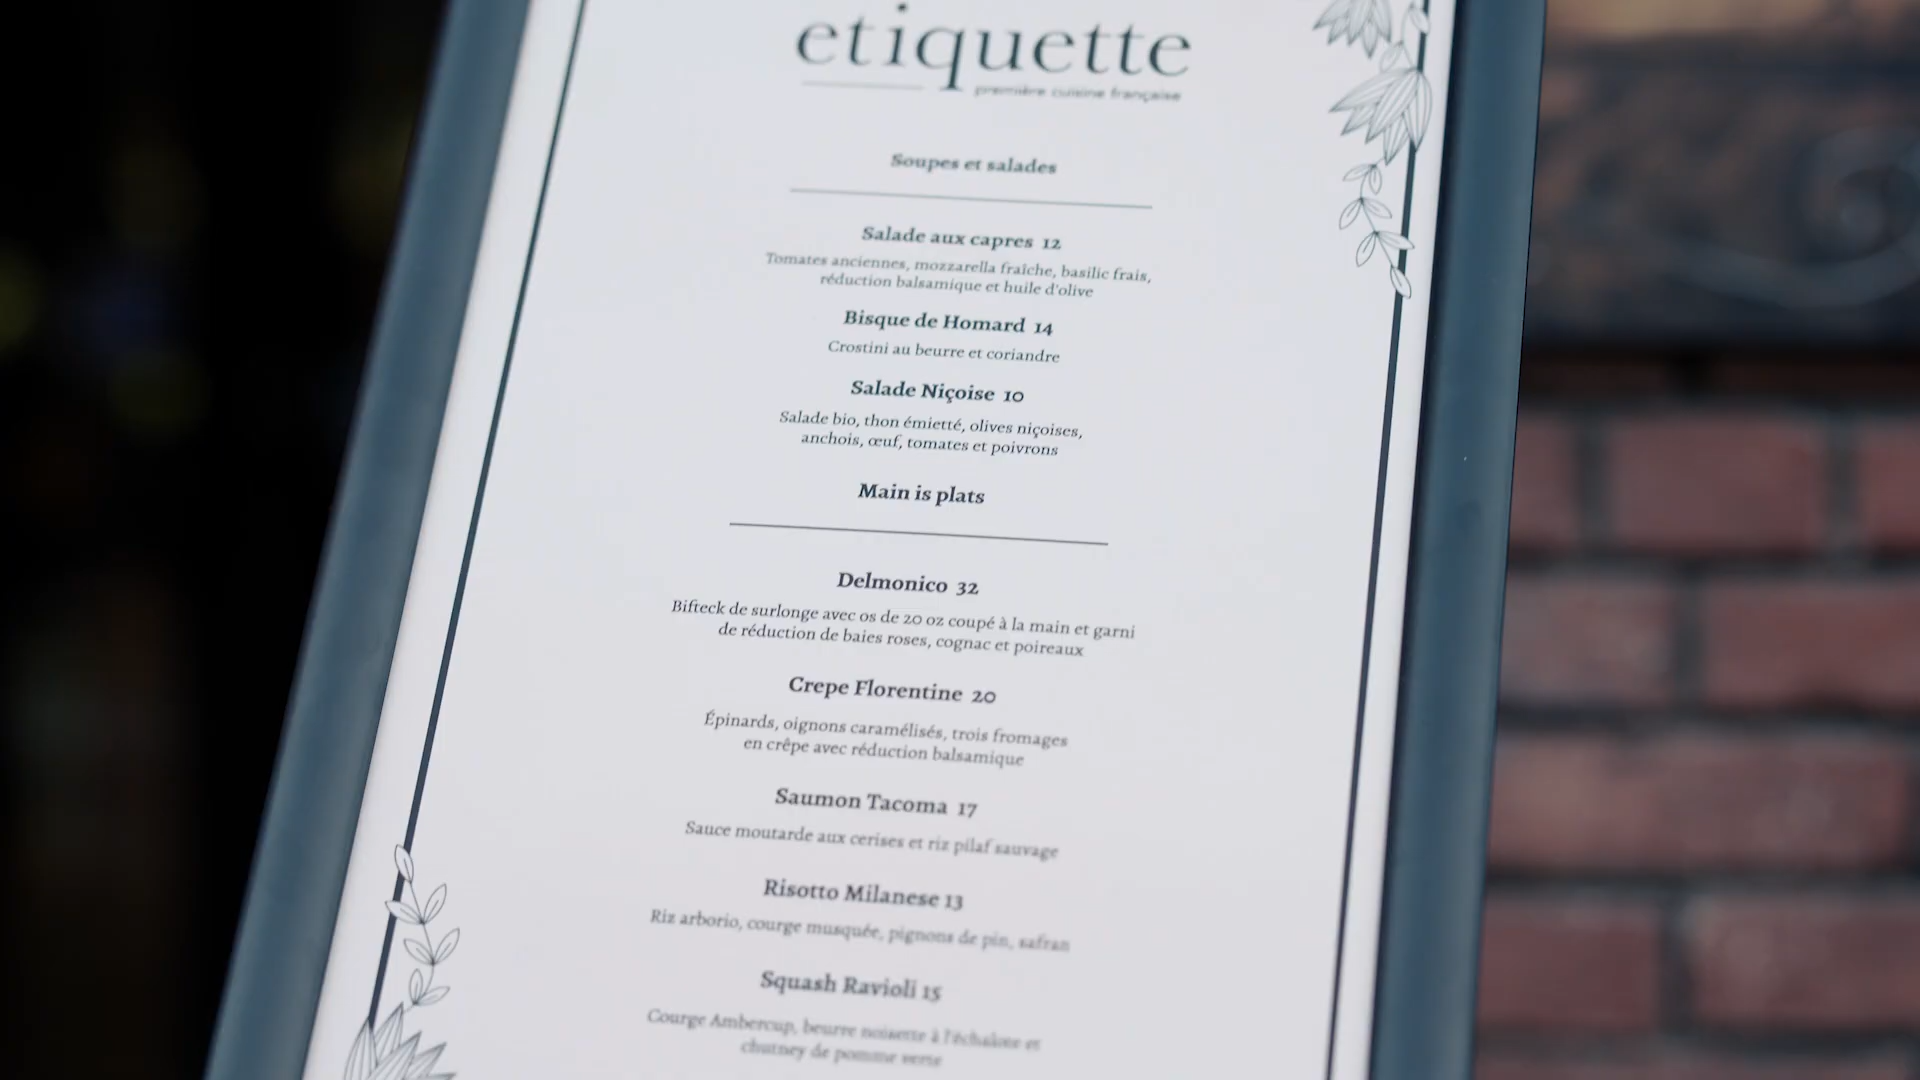 etiquette
première cuisine française
Soupes et salades
Salade aux capres 12
Tomates anciennes, mozzarella fraîche, basilic frais,
réduction balsamique et huile d'olive
Bisque de Homard 14
Crostini au beurre et coriandre
Salade Niçoise 10
Salade bio, thon émietté, olives niçoises,
anchois, œuf, tomates et poivrons
Main is plats
Delmonico 32
Bifteck de surlonge avec os de 20 oz coupé à la main et garni
de réduction de baies roses, cognac et poireaux
Crepe Florentine 20
Épinards, oignons caramélisés, trois fromages
en crêpe avec réduction balsamique
Saumon Tacoma 17
Sauce moutarde aux cerises et riz pilaf sauvage
Risotto Milanese 13
Riz arborio, courge musquée, pignons de pin, safran
Squash Ravioli 15
Courge Ambercup, beurre noisette à l'échalote et
chutney de pomme verte